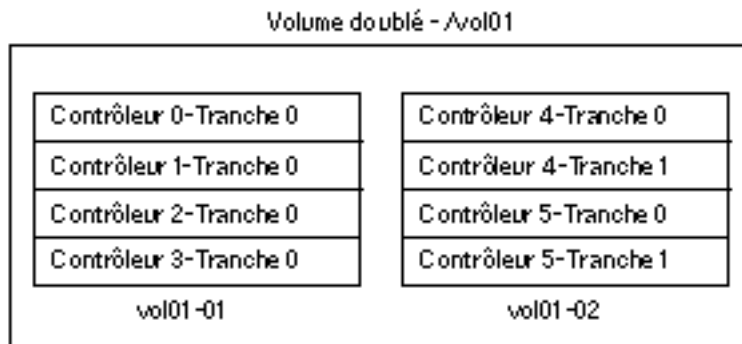 Volume doublé - /vol01
Contrôleur 0-Tranche 0
Contrôleur 1-Tranche 0
Contrôleur 2-Tranche 0
Contrôleur 3-Tranche 0
vol01-01
Contrôleur 4-Tranche 0
Contrôleur 4-Tranche 1
Contrôleur 5-Tranche 0
Contrôleur 5-Tranche 1
vol01-02